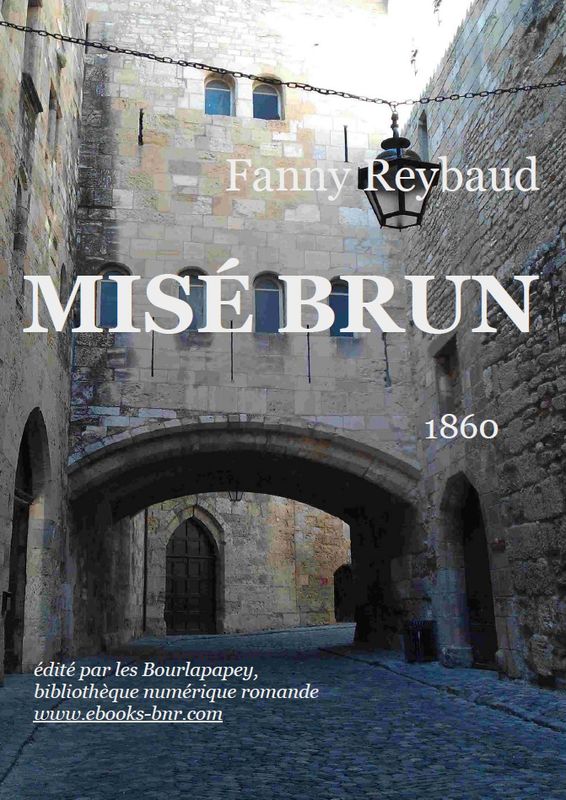 Fanny Reybaud
MISÉ BRUN
1860
édité par les Bourlapapey,
bibliothèque numérique romande
www.ebooks-bnr.com